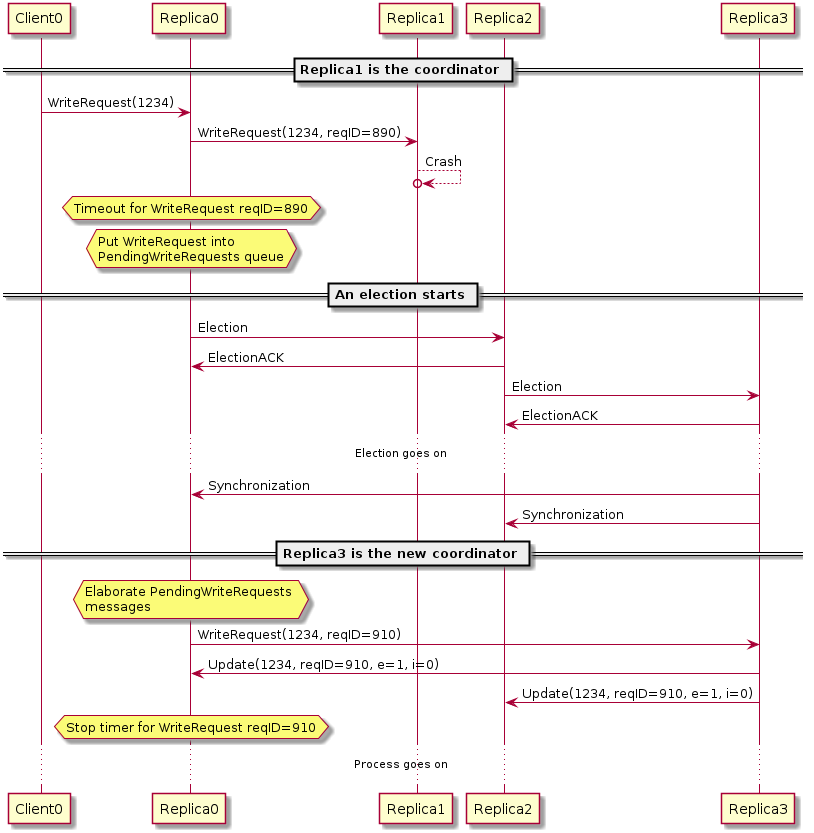 Client0
Replica0
Replica1
Replica2
Replica3
Replica1 is the coordinator
WriteRequest(1234)
WriteRequest(1234, reqID=890)
Crash
Timeout for WriteRequest reqID=890
Put WriteRequest into
PendingWriteRequests queue
An election starts
Election
ElectionACK
Election
ElectionACK
Election goes on
Synchronization
Synchronization
Replica3 is the new coordinator
Elaborate PendingWriteRequests
messages
WriteRequest(1234, reqID=910)
Update(1234, reqID=910, e=1, i=0)
Update(1234, reqID=910, e=1, i=0)
Stop timer for WriteRequest reqID=910
Process goes on
Client0
Replica0
Replica1
Replica2
Replica3